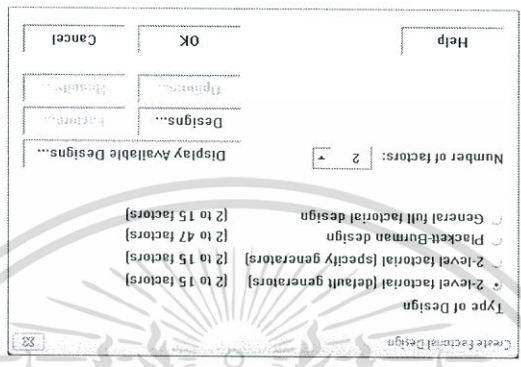 Create Factorial Design
Type of Design
2-level factorial (default generators) (2 to 15 factors)
2-level factorial (specify generators) (2 to 15 factors)
Plackett-Burman design (2 to 47 factors)
General full factorial design (2 to 15 factors)
Number of factors: 2
Display Available Designs...
Designs... Factors...
Options... Results...
Help OK Cancel